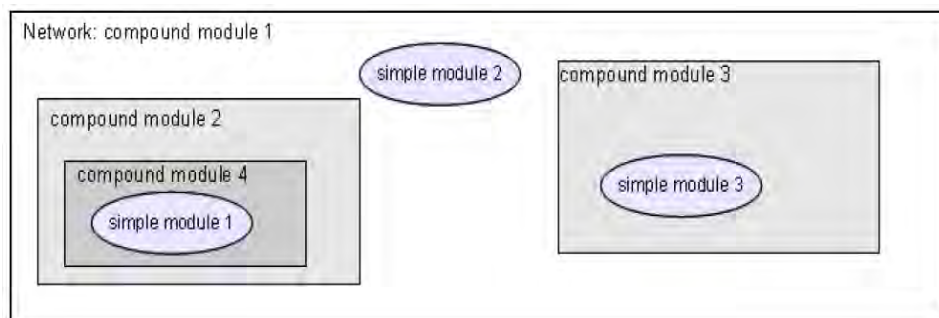 Network: compound module 1
simple module 2
compound module 3
compound module 2
compound module 4
simple module 3
simple module 1